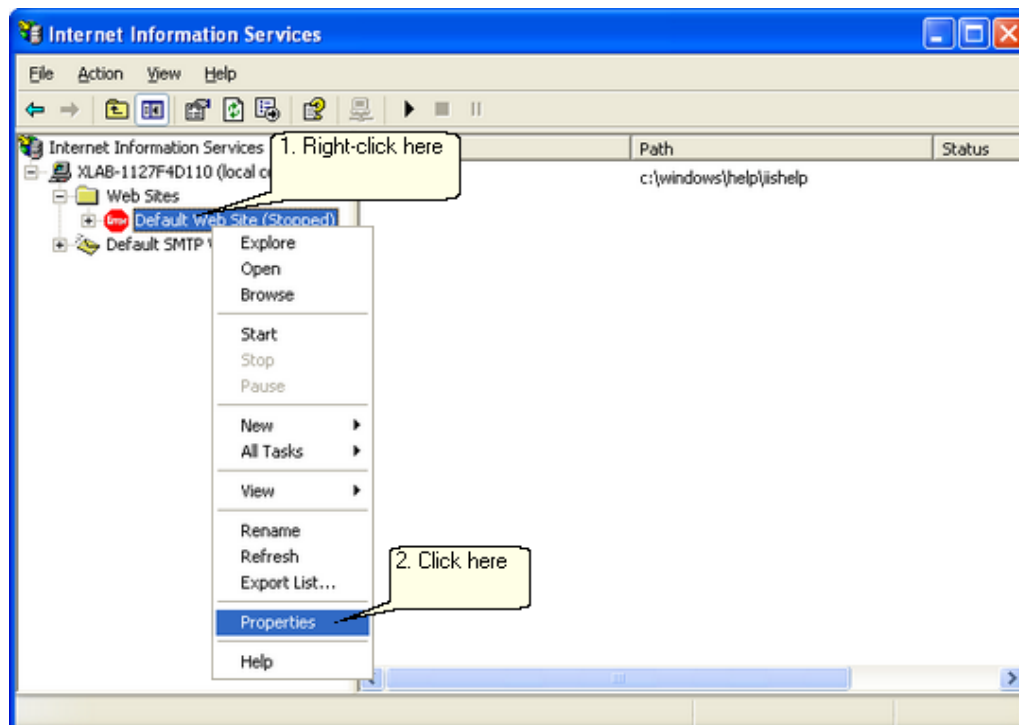 Internet Information Services
File Action View Help
Internet Information Services
1. Right-click here
Path
Status
XLAB-1127F4D110 (local
c:\windows\help\iishelp
Web Sites
Error
Default Web Site (Stopped)
Default SMTP
Explore
Open
Browse
Start
Stop
Pause
New
All Tasks
View
Rename
Refresh
Export List...
2. Click here
Properties
Help